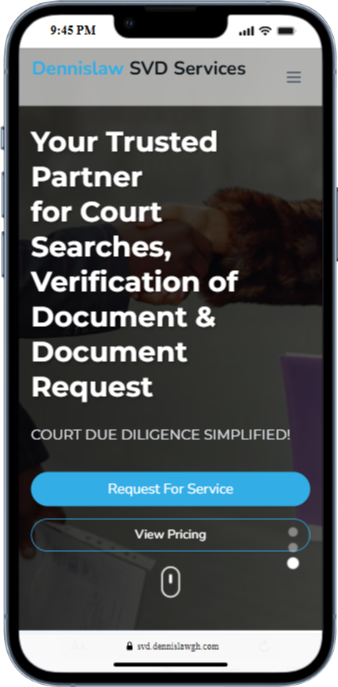 9:45 PM
Dennislaw SVD Services
Your Trusted
Partner
for Court
Searches,
Verification of
Document &
Document
Request
COURT DUE DILIGENCE SIMPLIFIED!
Request For Service
View Pricing
svd.dennislawgh.com